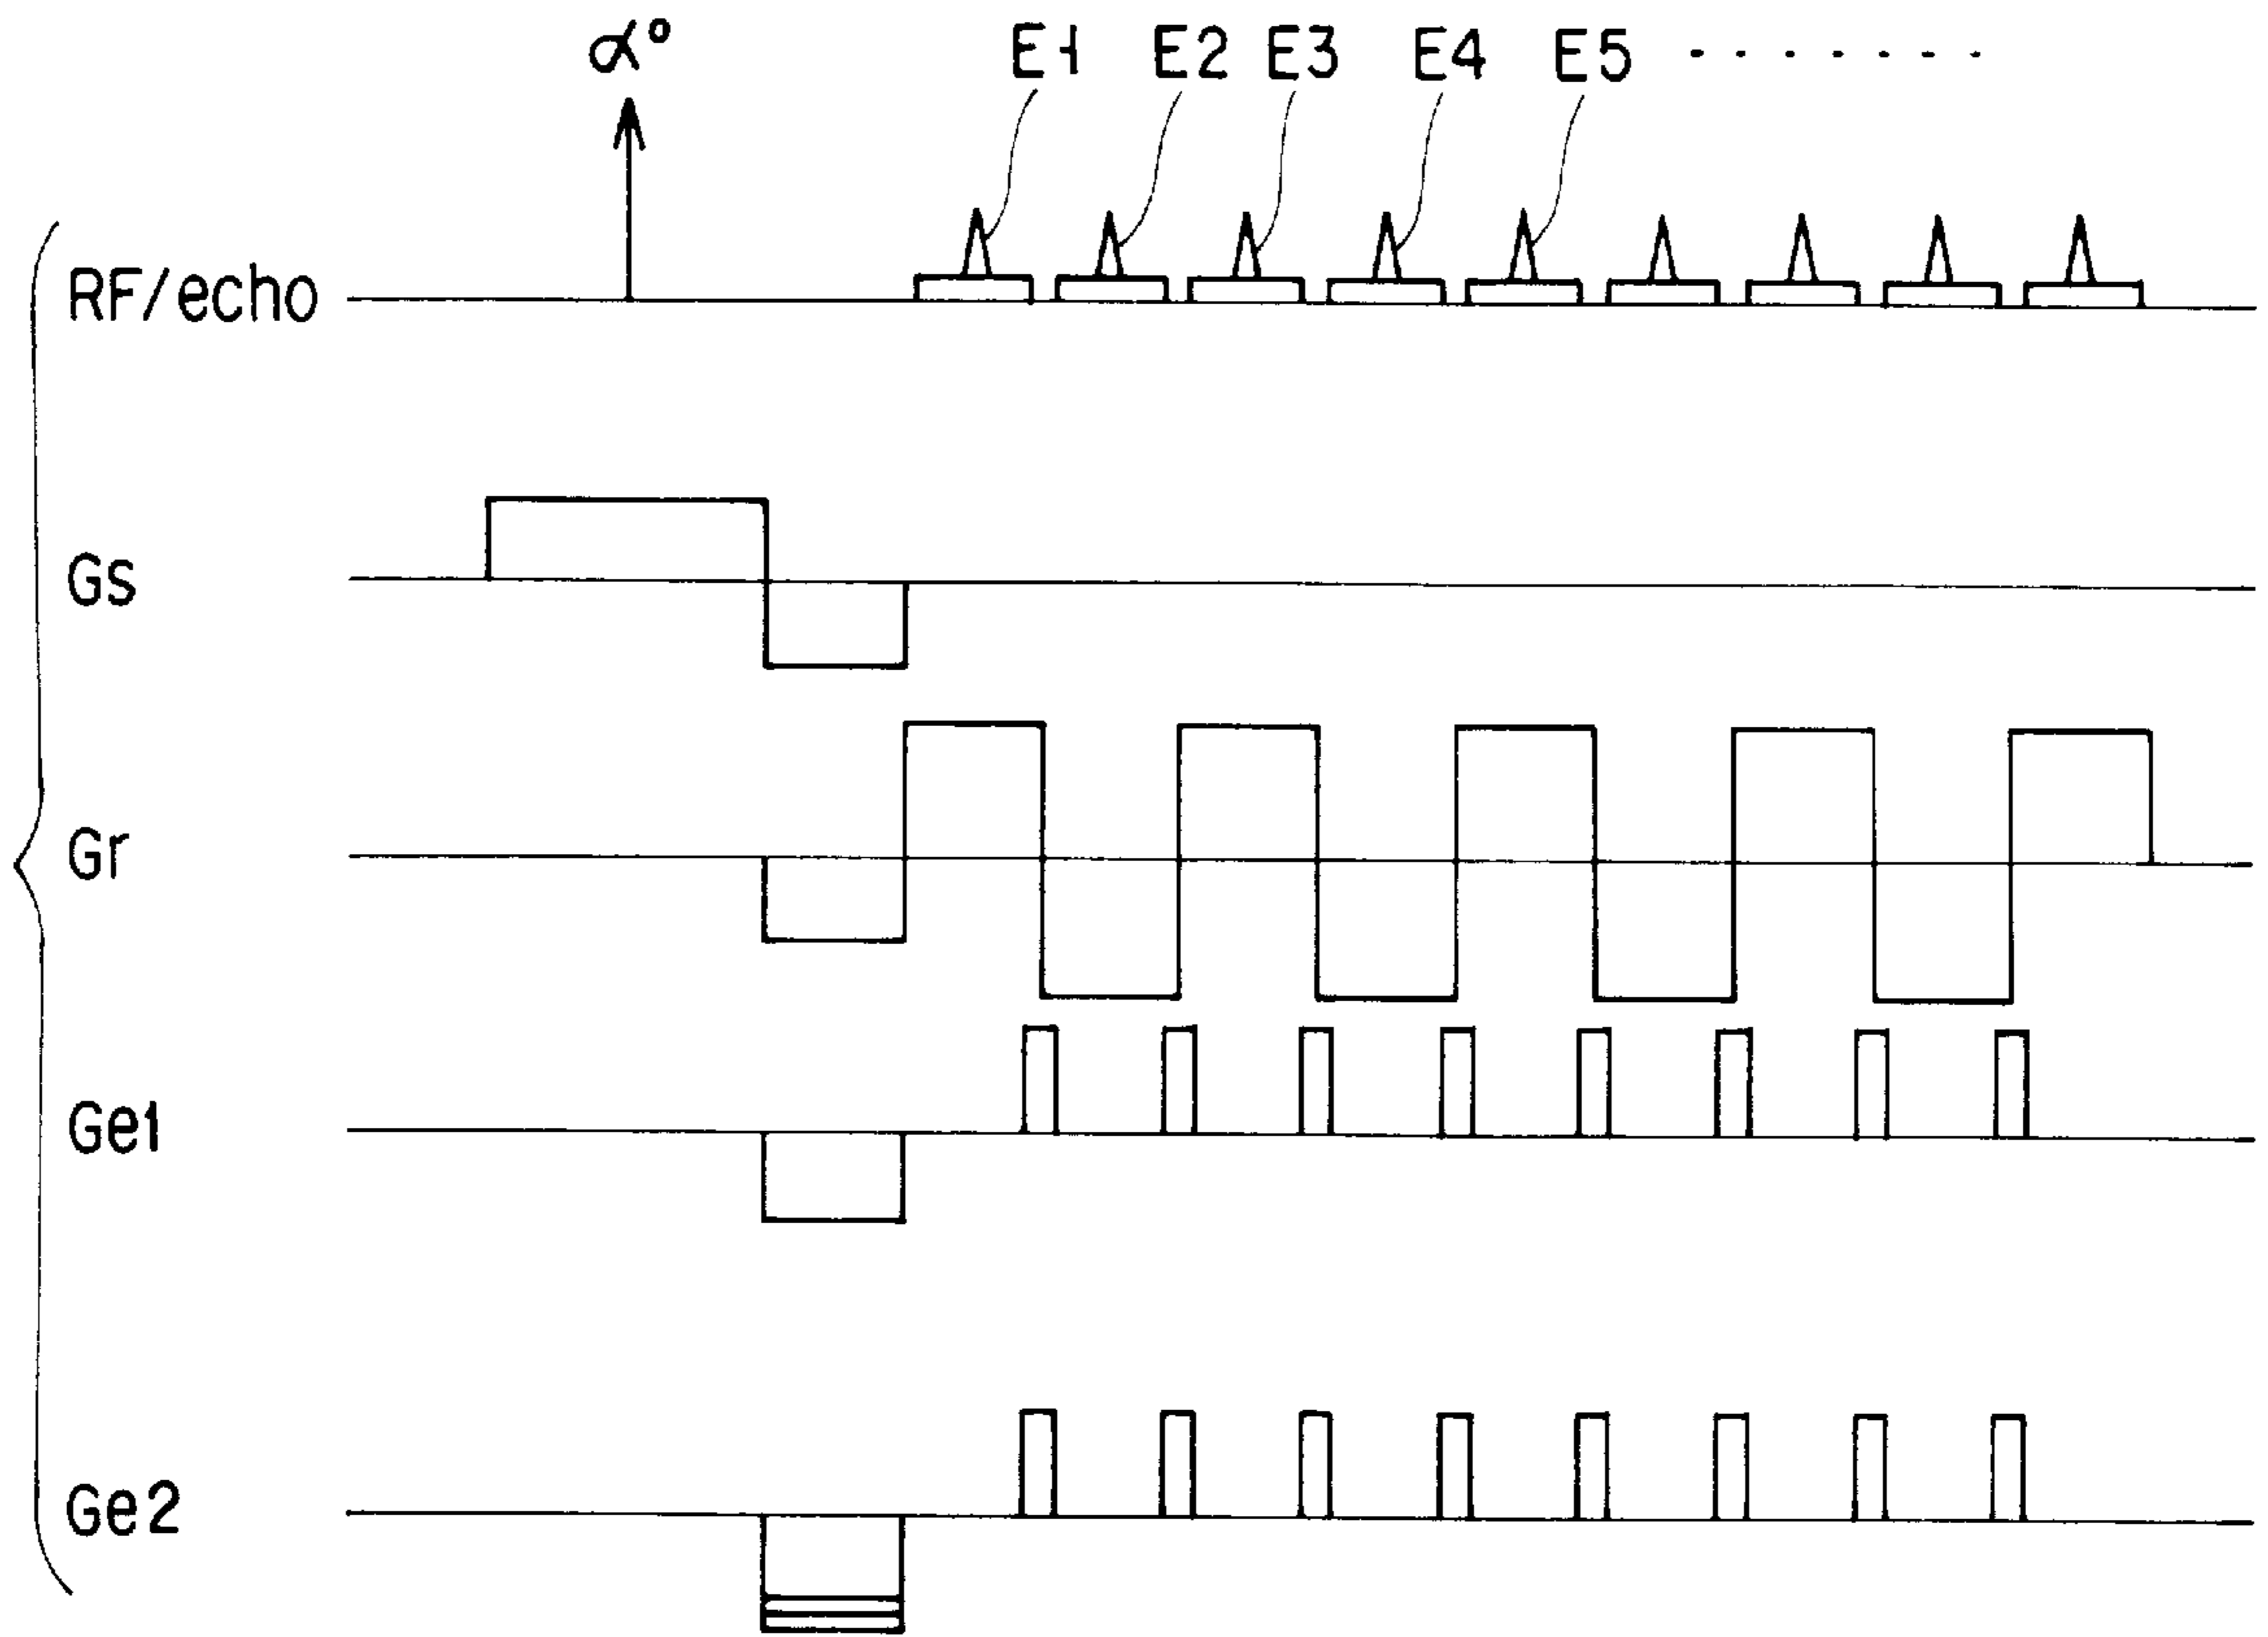 α° E1 E2 E3 E4 E5 .......
RF/echo
Gs
Gr
Ge1
Ge2